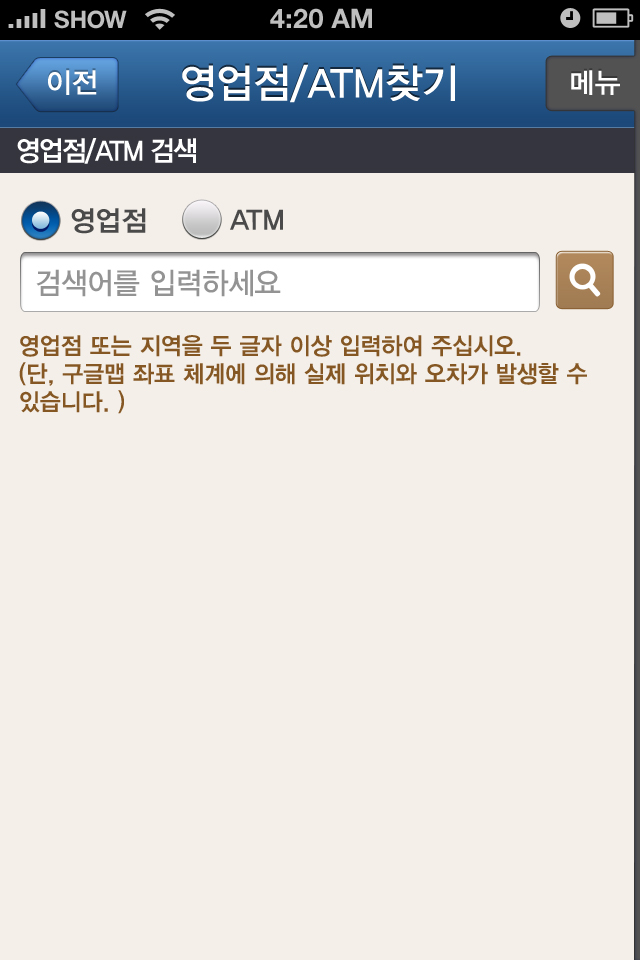 SHOW 4:20 AM
이전 영업점/ATM찾기 메뉴
영업점/ATM 검색
영업점 ATM
검색어를 입력하세요
영업점 또는 지역을 두 글자 이상 입력하여 주십시오.
(단, 구글맵 좌표 체계에 의해 실제 위치와 오차가 발생할 수
있습니다. )